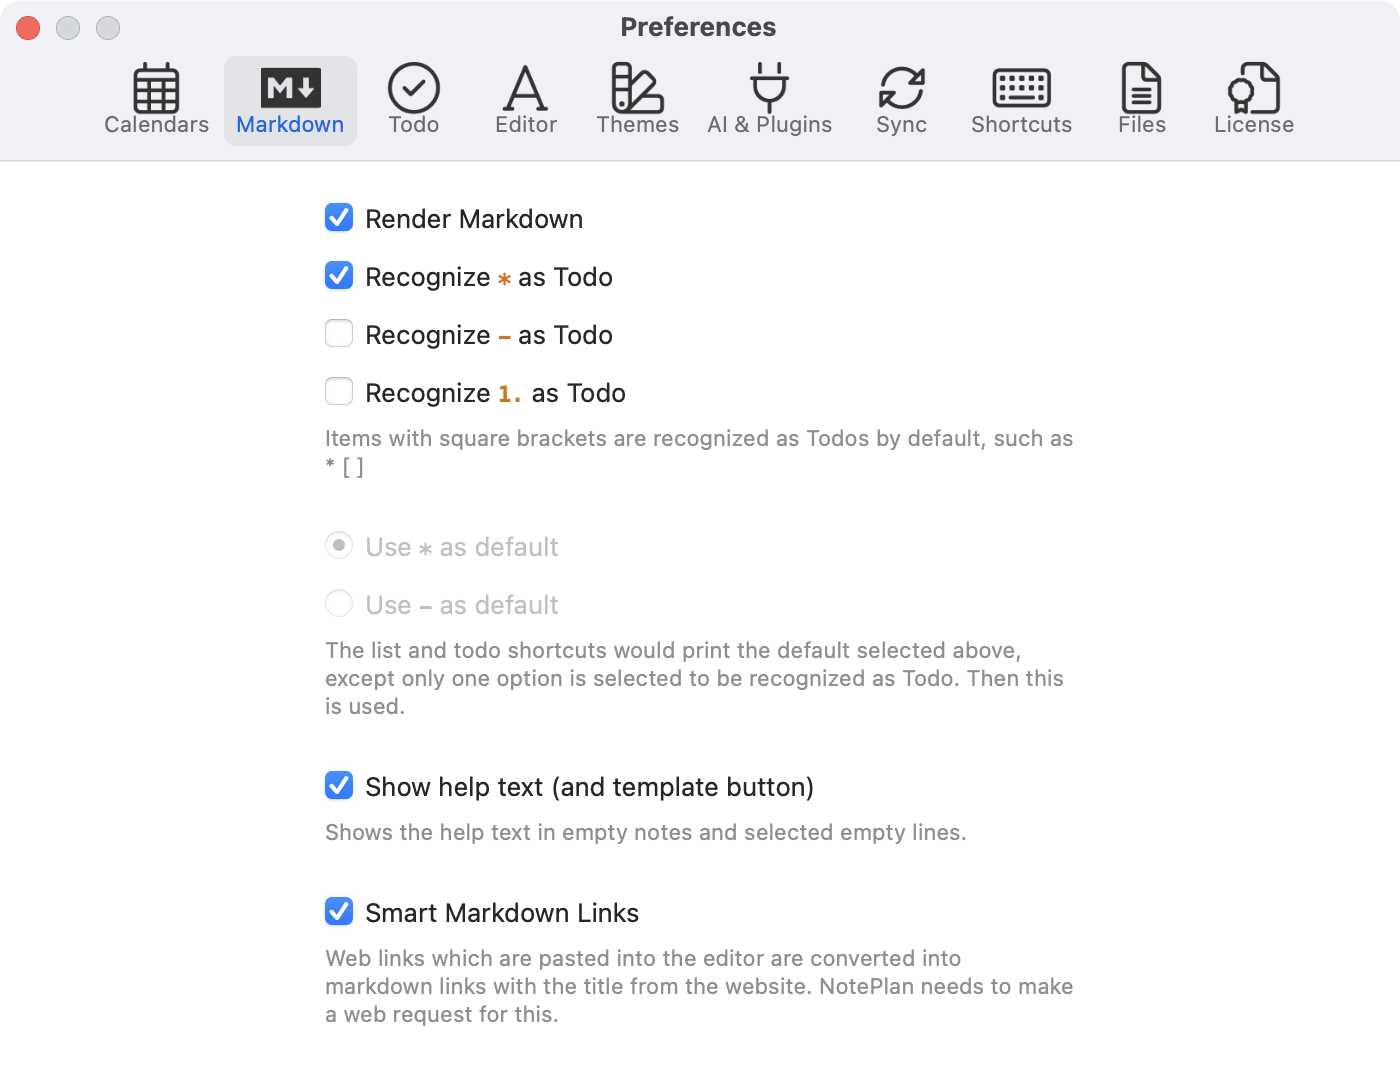 Preferences
Calendars
M↓
Markdown
Todo
Editor
Themes
AI & Plugins
Sync
Shortcuts
Files
License
Render Markdown
Recognize * as Todo
Recognize – as Todo
Recognize 1. as Todo
Items with square brackets are recognized as Todos by default, such as
* [ ]
Use * as default
Use – as default
The list and todo shortcuts would print the default selected above,
except only one option is selected to be recognized as Todo. Then this
is used.
Show help text (and template button)
Shows the help text in empty notes and selected empty lines.
Smart Markdown Links
Web links which are pasted into the editor are converted into
markdown links with the title from the website. NotePlan needs to make
a web request for this.